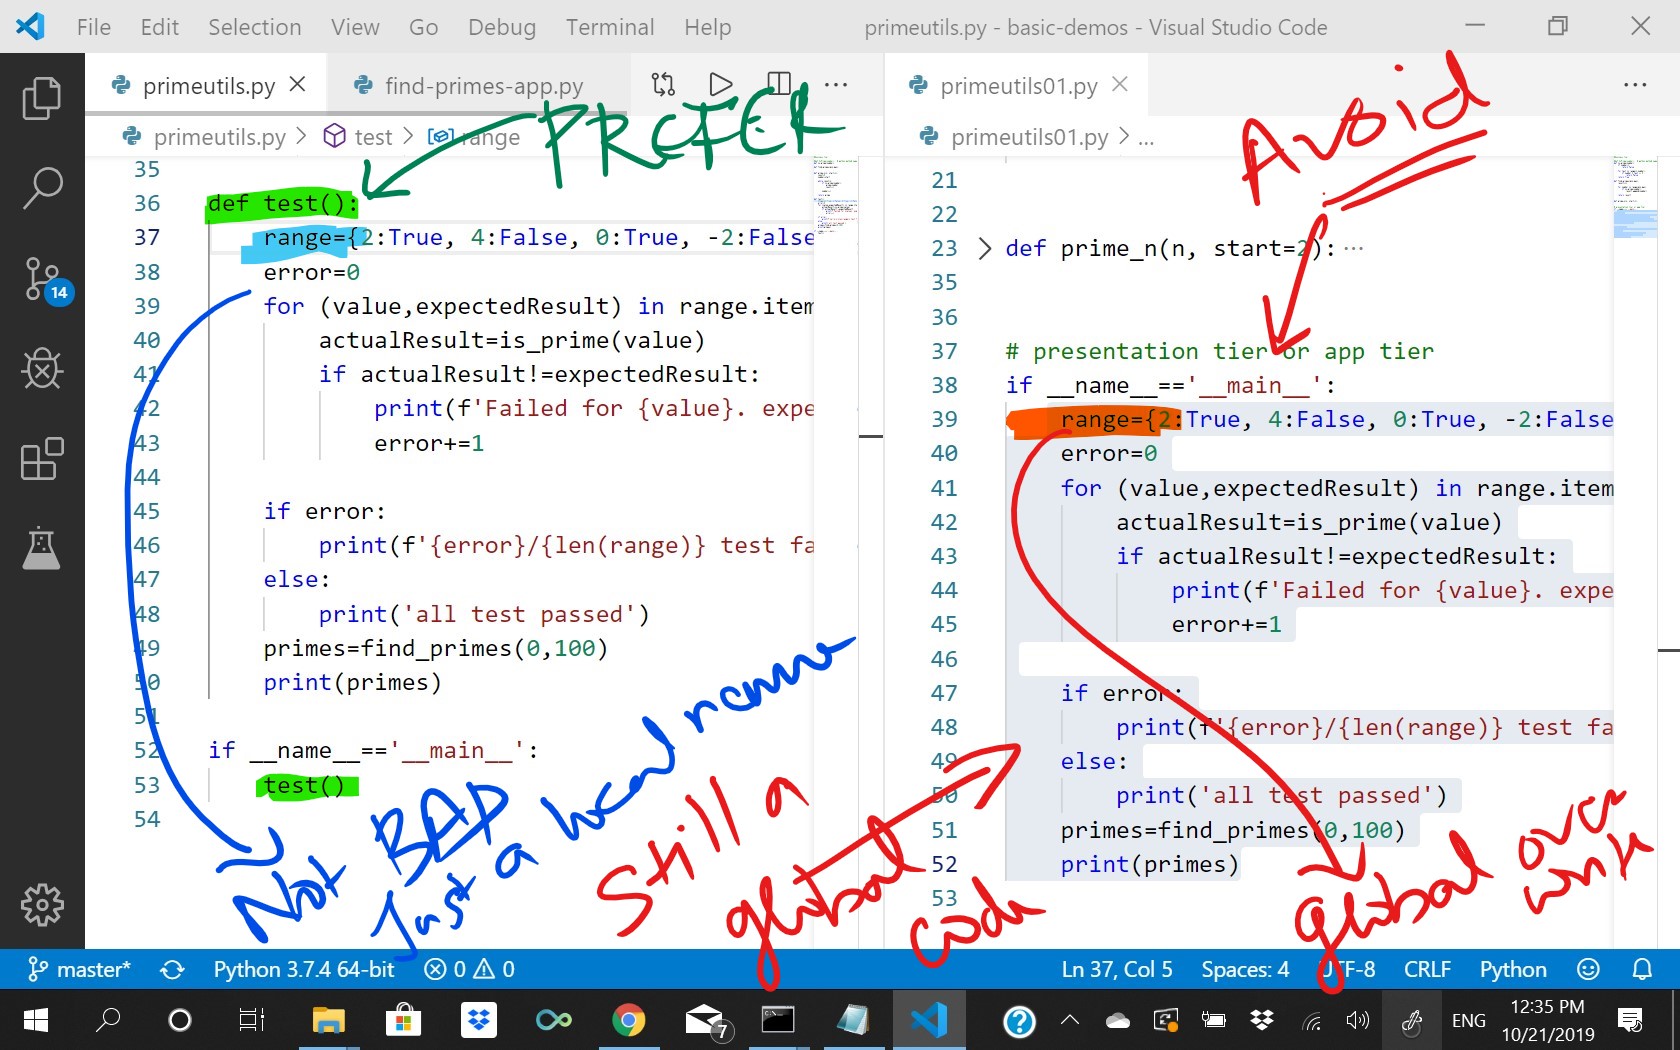 File Edit Selection View Go Debug Terminal Help primeutils.py - basic-demos - Visual Studio Code
primeutils.py find-primes-app.py
primeutils.py > test > range
PREFER
35
36 def test():
37 range={2:True, 4:False, 0:True, -2:False
38 error=0
39 for (value,expectedResult) in range.item
40 actualResult=is_prime(value)
41 if actualResult!=expectedResult:
42 print(f'Failed for {value}. expe
43 error+=1
44
45 if error:
46 print(f'{error}/{len(range)} test fa
47 else:
48 print('all test passed')
49 primes=find_primes(0,100)
50 print(primes)
51
52 if __name__=='__main__':
53 test()
54
Not BAD
Just a local name
primeutils01.py
primeutils01.py > ...
Avoid
21
22
23 def prime_n(n, start=2): ...
35
36
37 # presentation tier or app tier
38 if __name__=='__main__':
39 range={2:True, 4:False, 0:True, -2:False
40 error=0
41 for (value,expectedResult) in range.item
42 actualResult=is_prime(value)
43 if actualResult!=expectedResult:
44 print(f'Failed for {value}. expe
45 error+=1
46
47 if error:
48 print(f'{error}/{len(range)} test fa
49 else:
50 print('all test passed')
51 primes=find_primes(0,100)
52 print(primes)
53
Still a
global
code
global over
14
master* Python 3.7.4 64-bit 0 0 Ln 37, Col 5 Spaces: 4 UTF-8 CRLF Python
7 ENG 12:35 PM
10/21/2019